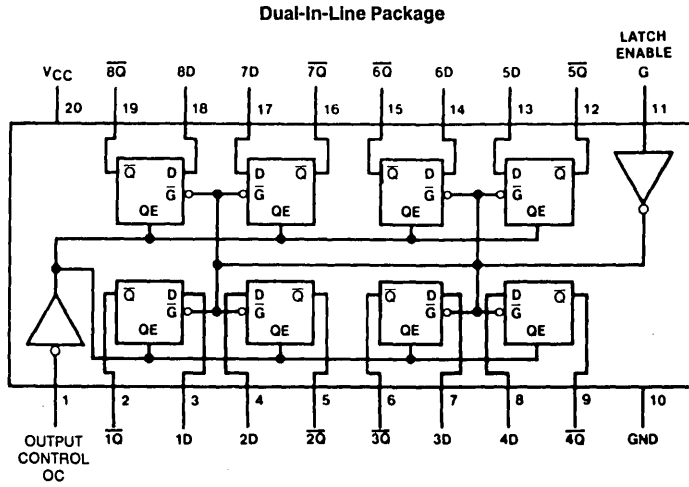 Dual-In-Line Package
LATCH
ENABLE
VCC 8Q̅ 8D 7D 7Q̅ 6Q̅ 6D 5D 5Q̅ G
20 19 18 17 16 15 14 13 12 11
Q̅ D D Q̅ Q̅ D D Q̅
G̅ G̅ G̅ G̅
QE QE QE QE
Q̅ D D Q̅ Q̅ D D Q̅
G̅ G̅ G̅ G̅
QE QE QE QE
1 2 3 4 5 6 7 8 9 10
OUTPUT
CONTROL
OC
1Q̅ 1D 2D 2Q̅ 3Q̅ 3D 4D 4Q̅ GND